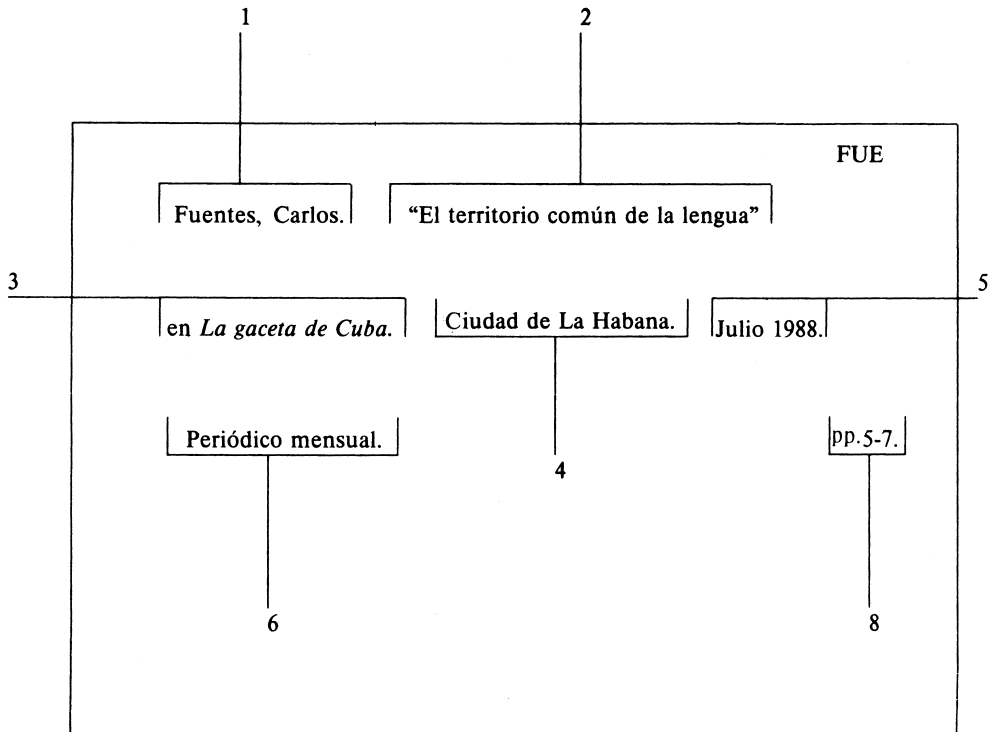 1 2
FUE
Fuentes, Carlos. “El territorio común de la lengua”
3 5
en La gaceta de Cuba. Ciudad de La Habana. Julio 1988.
Periódico mensual. pp.5-7.
4
6 8